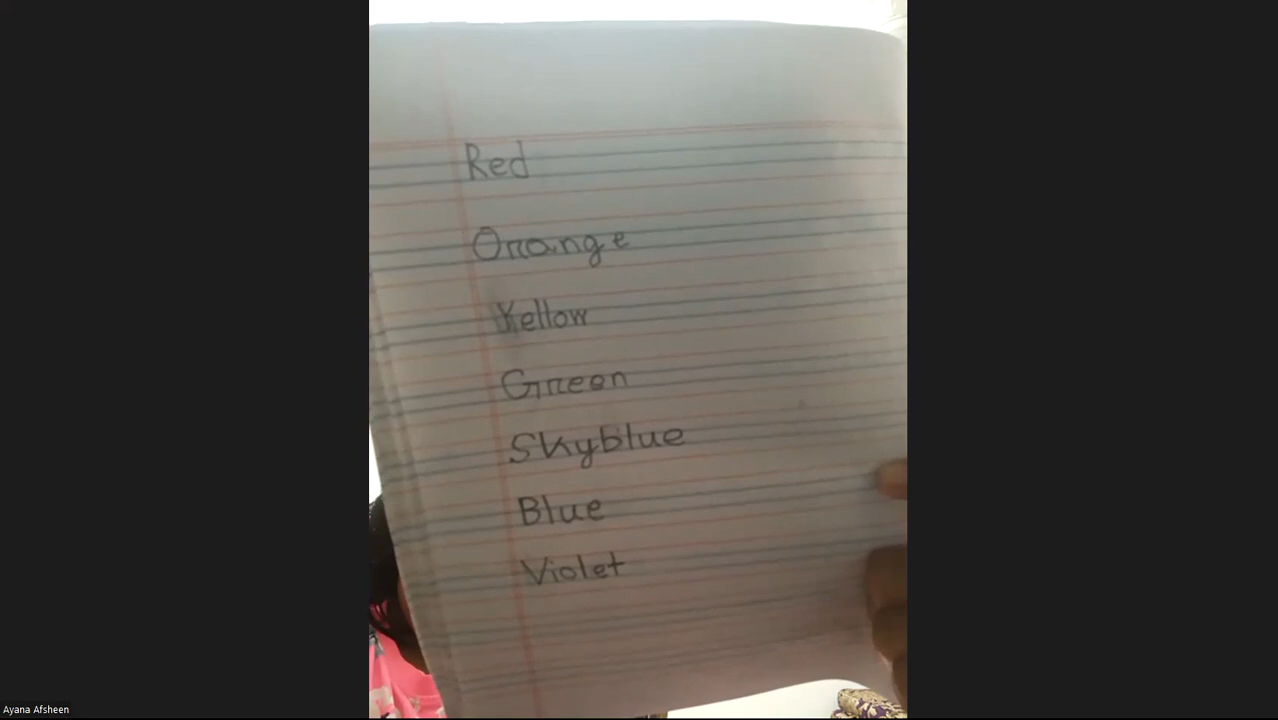 Red
Orange
Yellow
Green
Skyblue
Blue
Violet
Ayana Afsheen